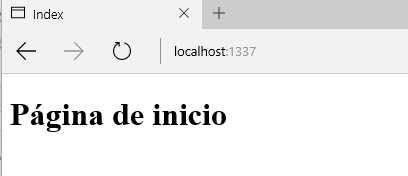 Index
localhost:1337
Página de inicio